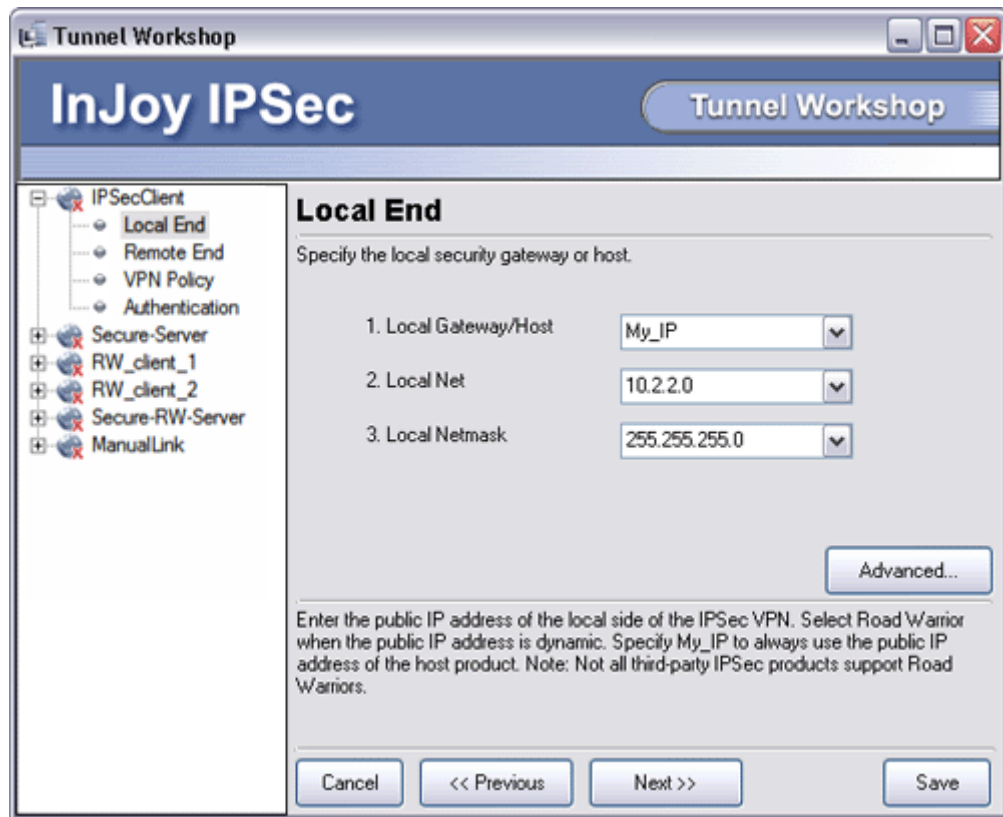 Tunnel Workshop
InJoy IPSec
Tunnel Workshop
IPSecClient
Local End
Remote End
VPN Policy
Authentication
Secure-Server
RW_client_1
RW_client_2
Secure-RW-Server
ManualLink
Local End
Specify the local security gateway or host.
1. Local Gateway/Host My_IP
2. Local Net 10.2.2.0
3. Local Netmask 255.255.255.0
Advanced...
Enter the public IP address of the local side of the IPSec VPN. Select Road Warrior
when the public IP address is dynamic. Specify My_IP to always use the public IP
address of the host product. Note: Not all third-party IPSec products support Road
Warriors.
Cancel << Previous Next >> Save